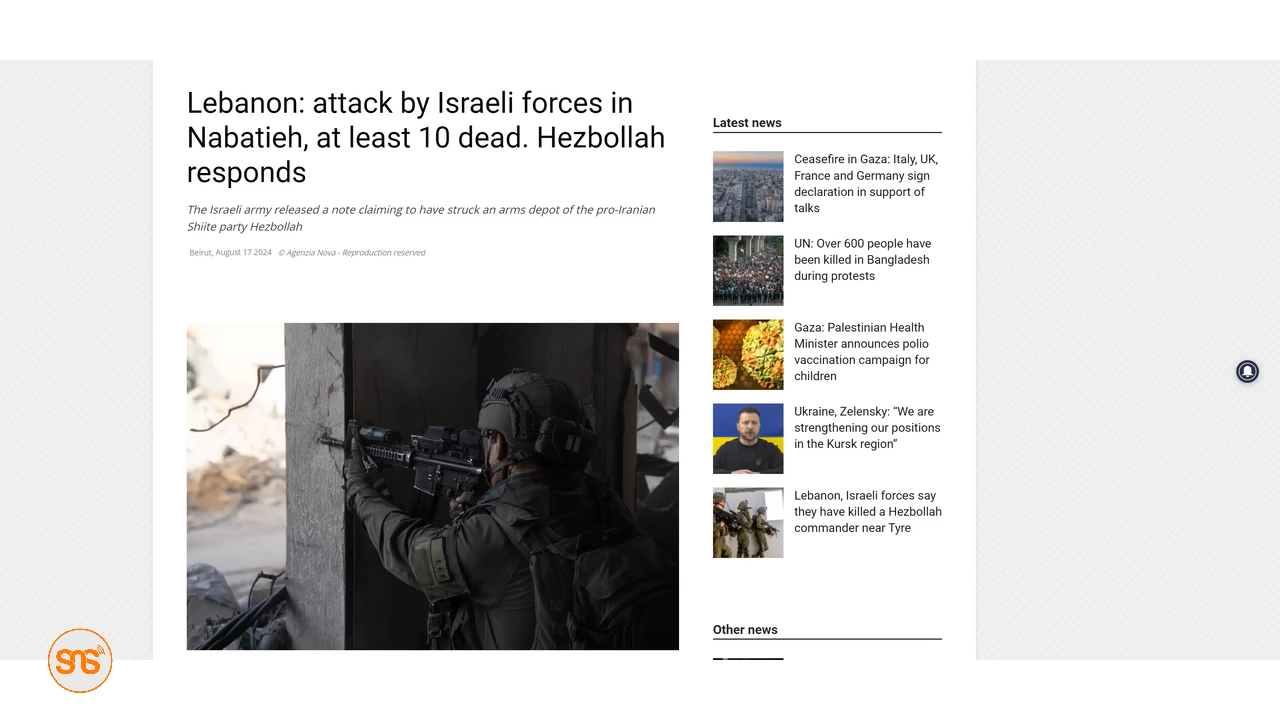 Lebanon: attack by Israeli forces in
Nabatieh, at least 10 dead. Hezbollah
responds
The Israeli army released a note claiming to have struck an arms depot of the pro-Iranian
Shiite party Hezbollah
Beirut, August 17 2024 © Agenzia Nova - Reproduction reserved
Latest news
Ceasefire in Gaza: Italy, UK,
France and Germany sign
declaration in support of
talks
UN: Over 600 people have
been killed in Bangladesh
during protests
Gaza: Palestinian Health
Minister announces polio
vaccination campaign for
children
Ukraine, Zelensky: “We are
strengthening our positions
in the Kursk region”
Lebanon, Israeli forces say
they have killed a Hezbollah
commander near Tyre
Other news
SNS